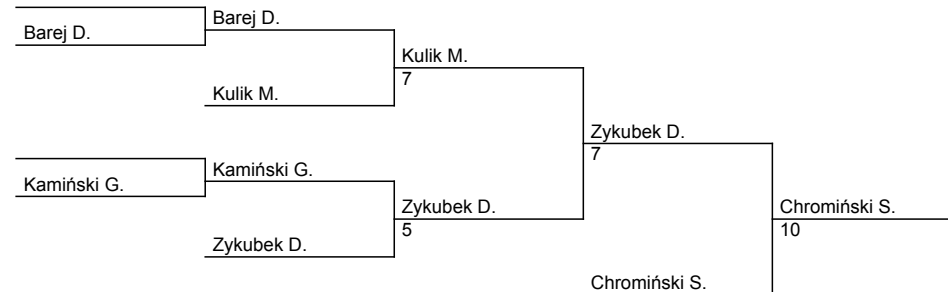 Barej D.
Barej D.
Kulik M.
7
Kulik M.
Zykubek D.
7
Kamiński G.
Kamiński G.
Zykubek D.
5
Zykubek D.
Chromiński S.
10
Chromiński S.